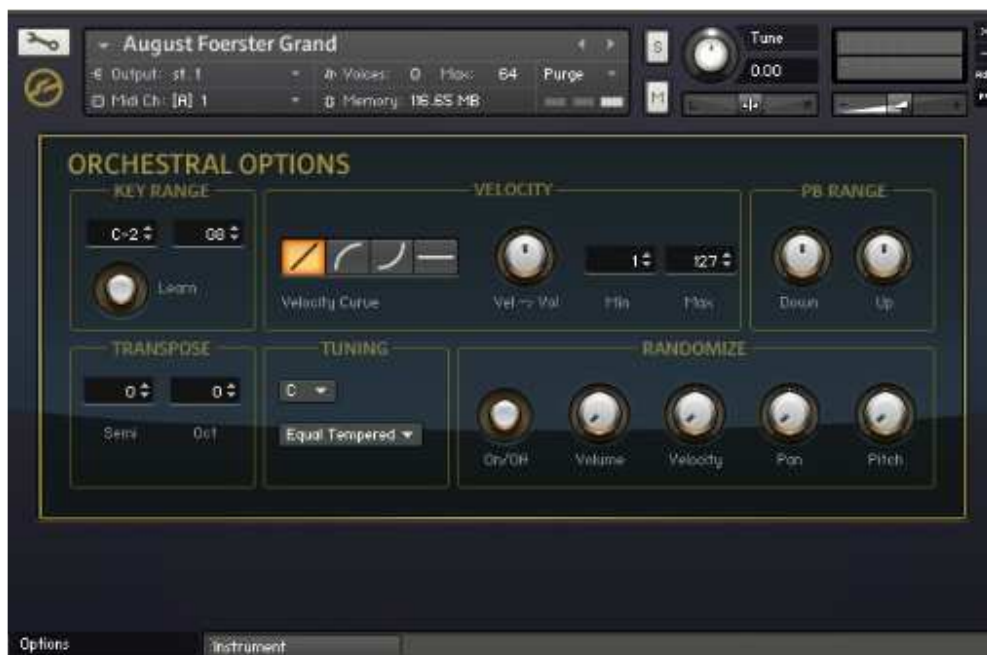 August Foerster Grand
S
Tune
0.00
Output: st. 1
Voices: 0 Max: 64
Purge
Midi Ch: [A] 1
Memory: 116.65 MB
M
ORCHESTRAL OPTIONS
KEY RANGE
C-2
G8
Learn
VELOCITY
Velocity Curve
Vel -> Vol
1
Min
127
Max
PB RANGE
Down
Up
TRANSPOSE
0
0
Semi
Oct
TUNING
C
Equal Tempered
RANDOMIZE
On/Off
Volume
Velocity
Pan
Pitch
Options
Instrument